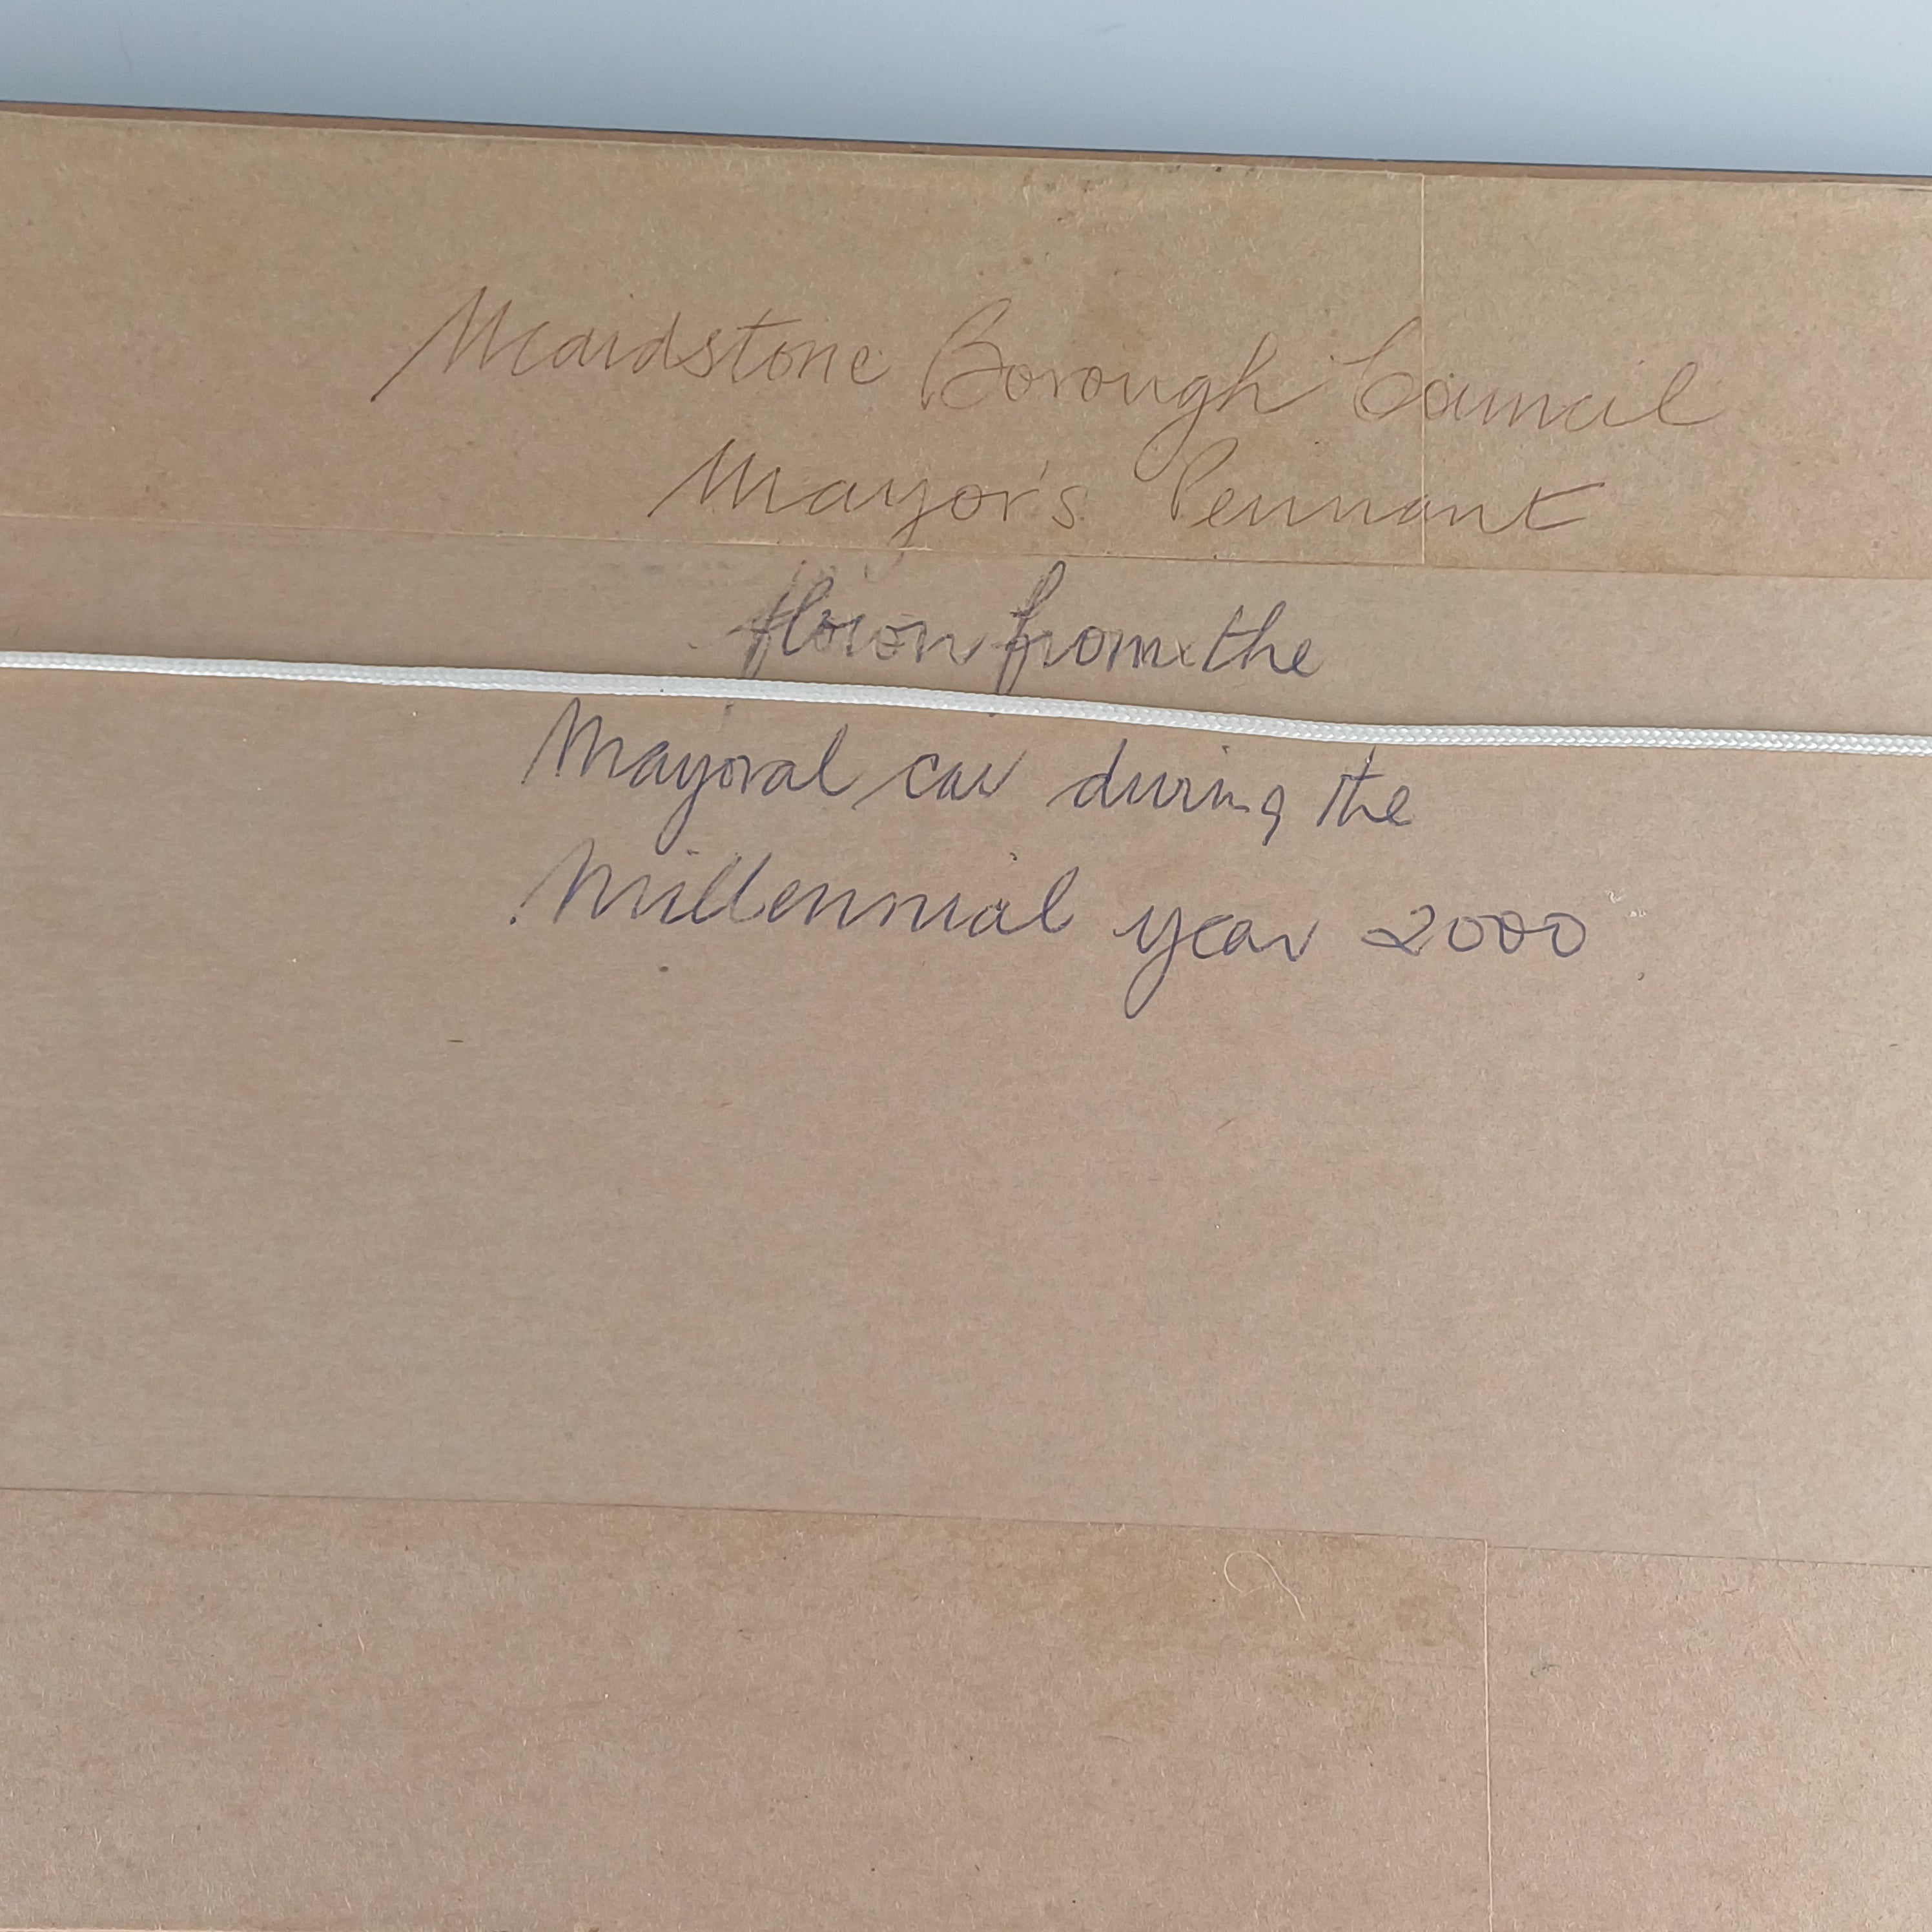 Maidstone Borough Council
Mayor's Pennant
flown from the
Mayoral car during the
Millennial year 2000